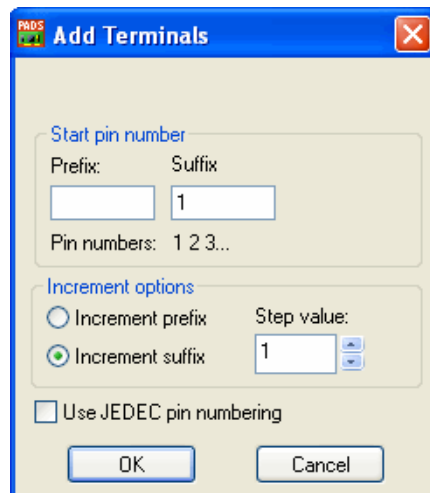 PADS
Add Terminals
Start pin number
Prefix: Suffix
1
Pin numbers: 1 2 3...
Increment options
Increment prefix Step value:
Increment suffix 1
Use JEDEC pin numbering
OK Cancel